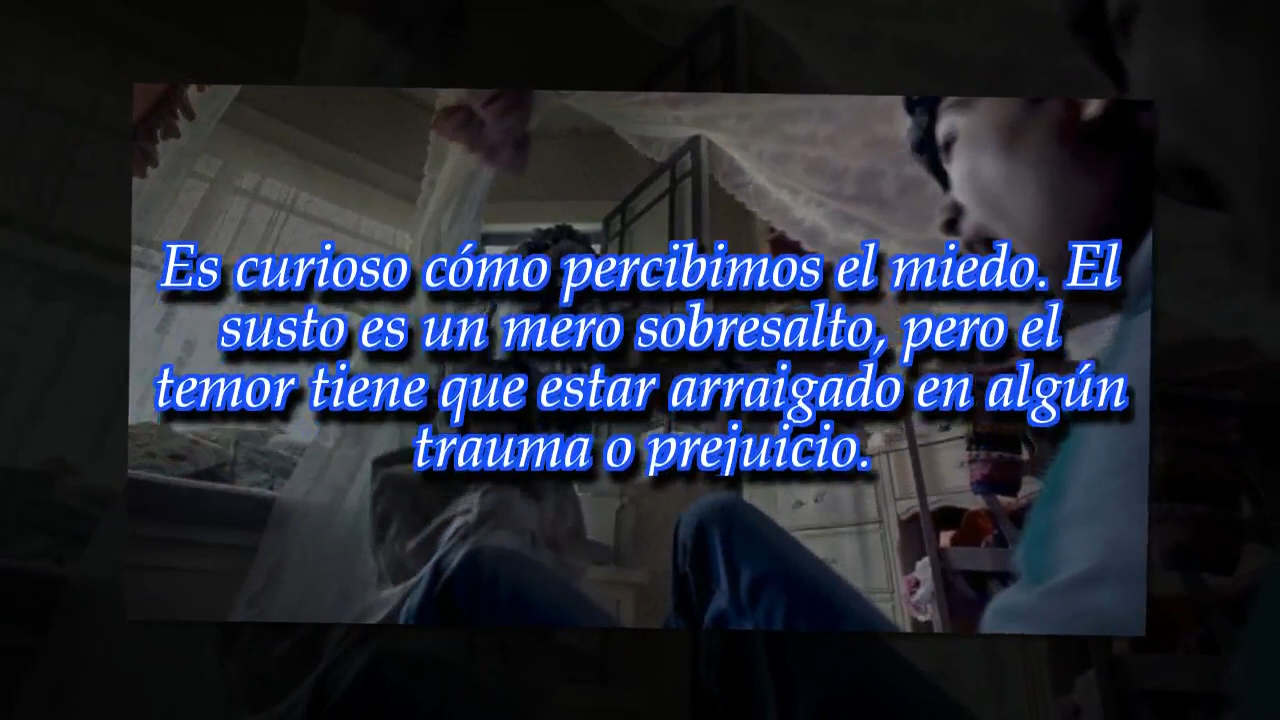 Es curioso cómo percibimos el miedo. El
susto es un mero sobresalto, pero el
temor tiene que estar arraigado en algún
trauma o prejuicio.